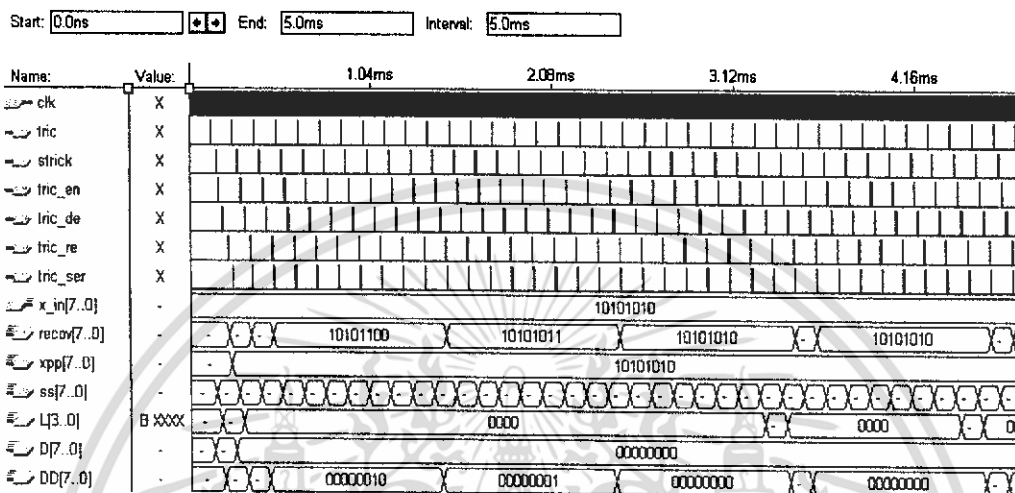 Start: 0.0ns End: 5.0ms Interval: 5.0ms
Name: Value: 1.04ms 2.08ms 3.12ms 4.16ms
clk X
tric X
strick X
tric_en X
tric_de X
tric_re X
tric_ser X
x_in[7..0] - 10101010
recov[7..0] - - - - 10101100 10101011 10101010 - 10101010 -
xpp[7..0] - - 10101010
ss[7..0] -
L[3..0] B XXXX - - 0000 - 0000 - 0
D[7..0] - - - 00000000
DD[7..0] - - - - 00000010 00000001 00000000 - 00000000 -